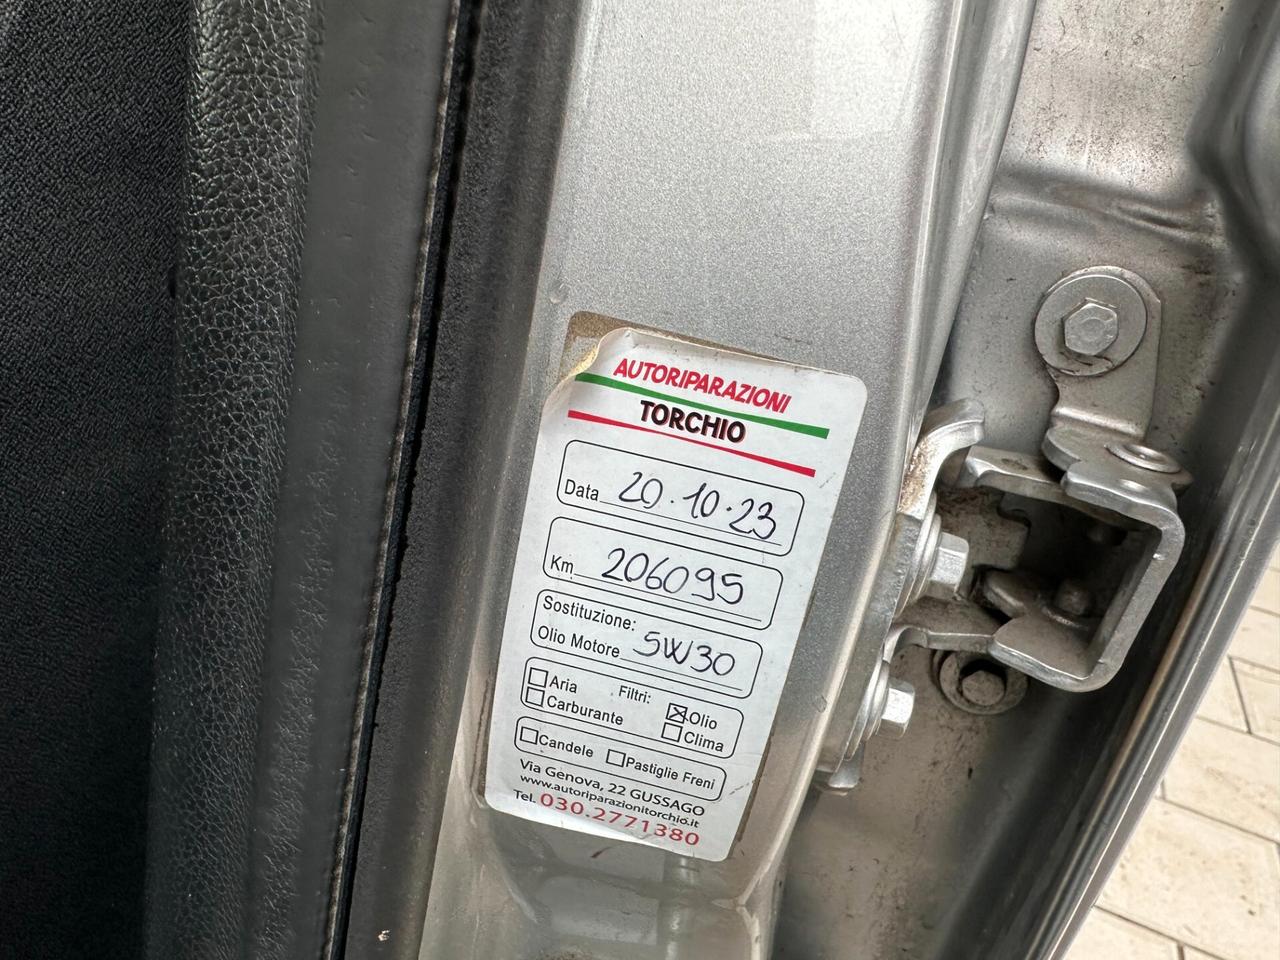 AUTORIPARAZIONI
TORCHIO
Data 20.10.23
Km 206095
Sostituzione:
Olio Motore 5W30
Aria Filtri: Olio
Carburante Clima
Candele Pastiglie Freni
Via Genova, 22 GUSSAGO
www.autoriparazionitorchio.it
Tel. 030.2771380